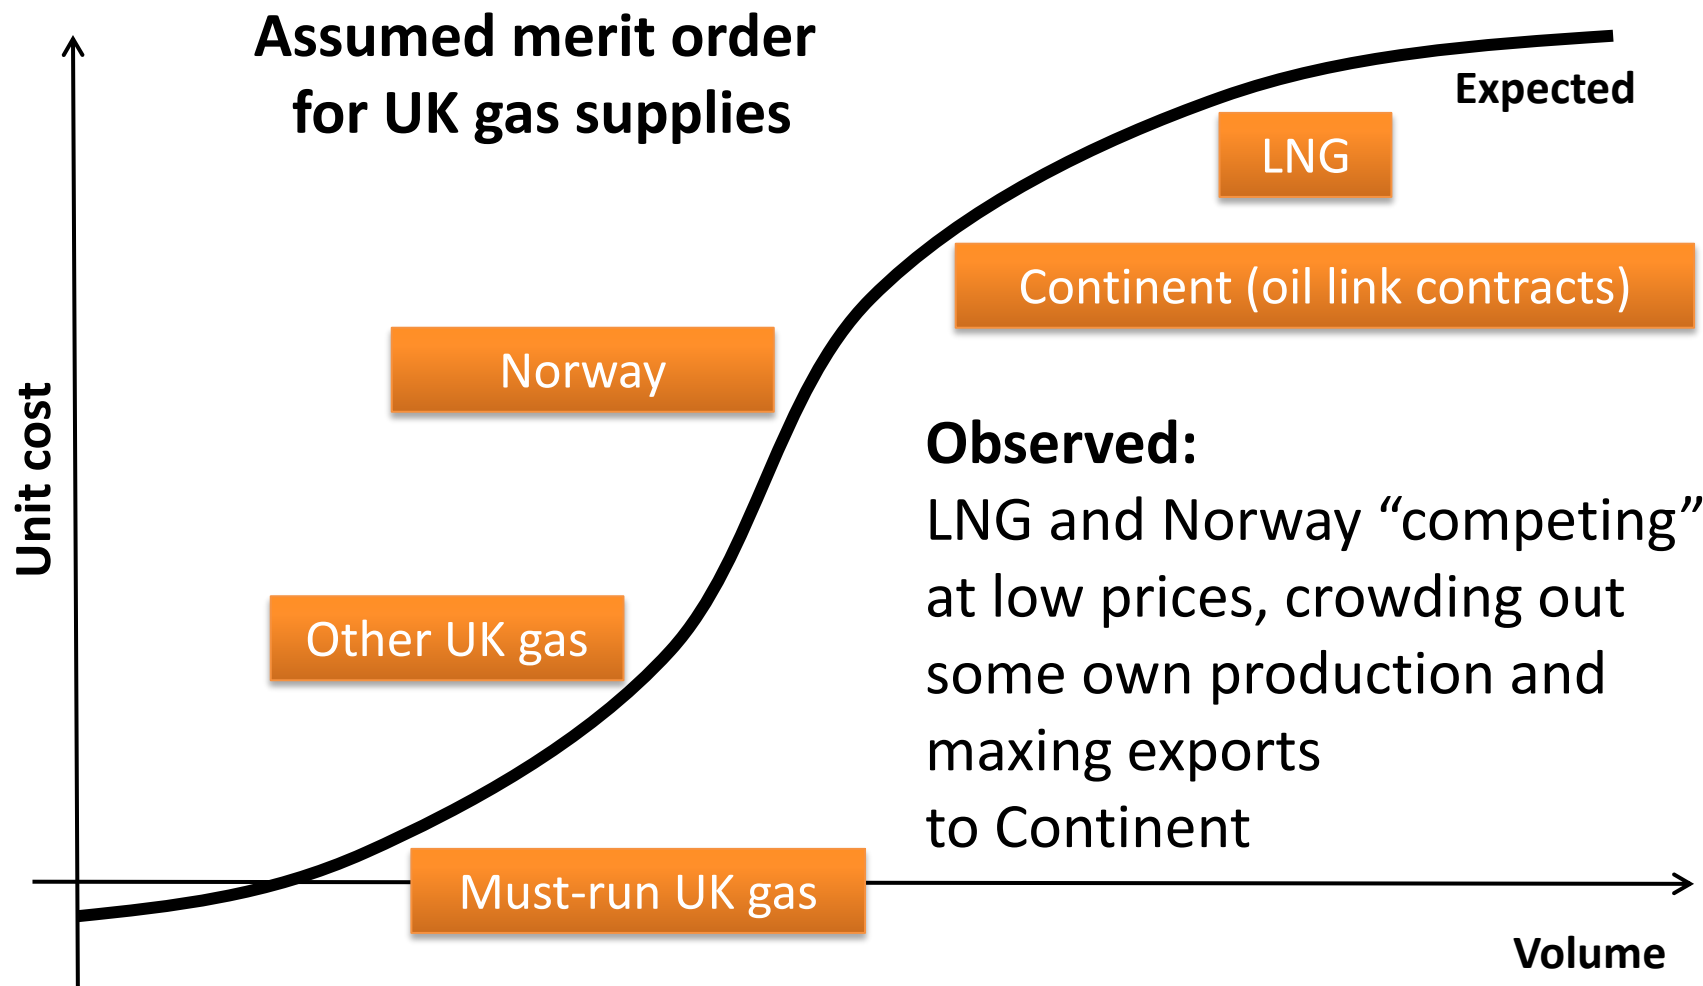 Assumed merit order
for UK gas supplies
Expected
LNG
Continent (oil link contracts)
Norway
Unit cost
Observed:
LNG and Norway “competing”
at low prices, crowding out
some own production and
maxing exports
to Continent
Other UK gas
Must-run UK gas
Volume